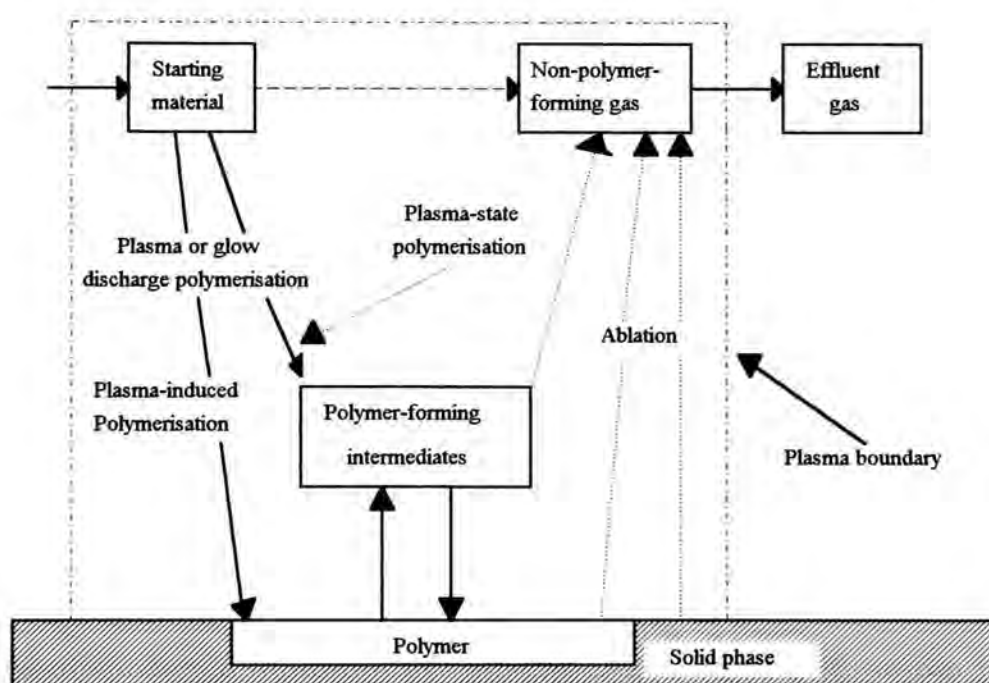 Starting
material
Non-polymer-
forming gas
Effluent
gas
Plasma-state
polymerisation
Plasma or glow
discharge polymerisation
Ablation
Plasma-induced
Polymerisation
Polymer-forming
intermediates
Plasma boundary
Polymer
Solid phase